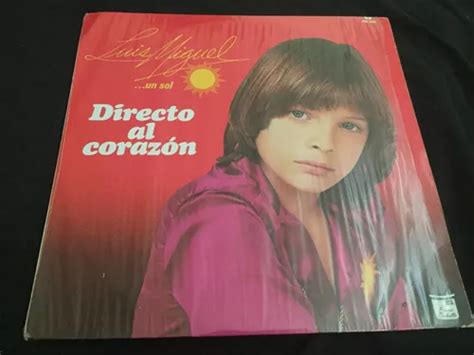 Luis Miguel
...un sol
Directo
al
corazón